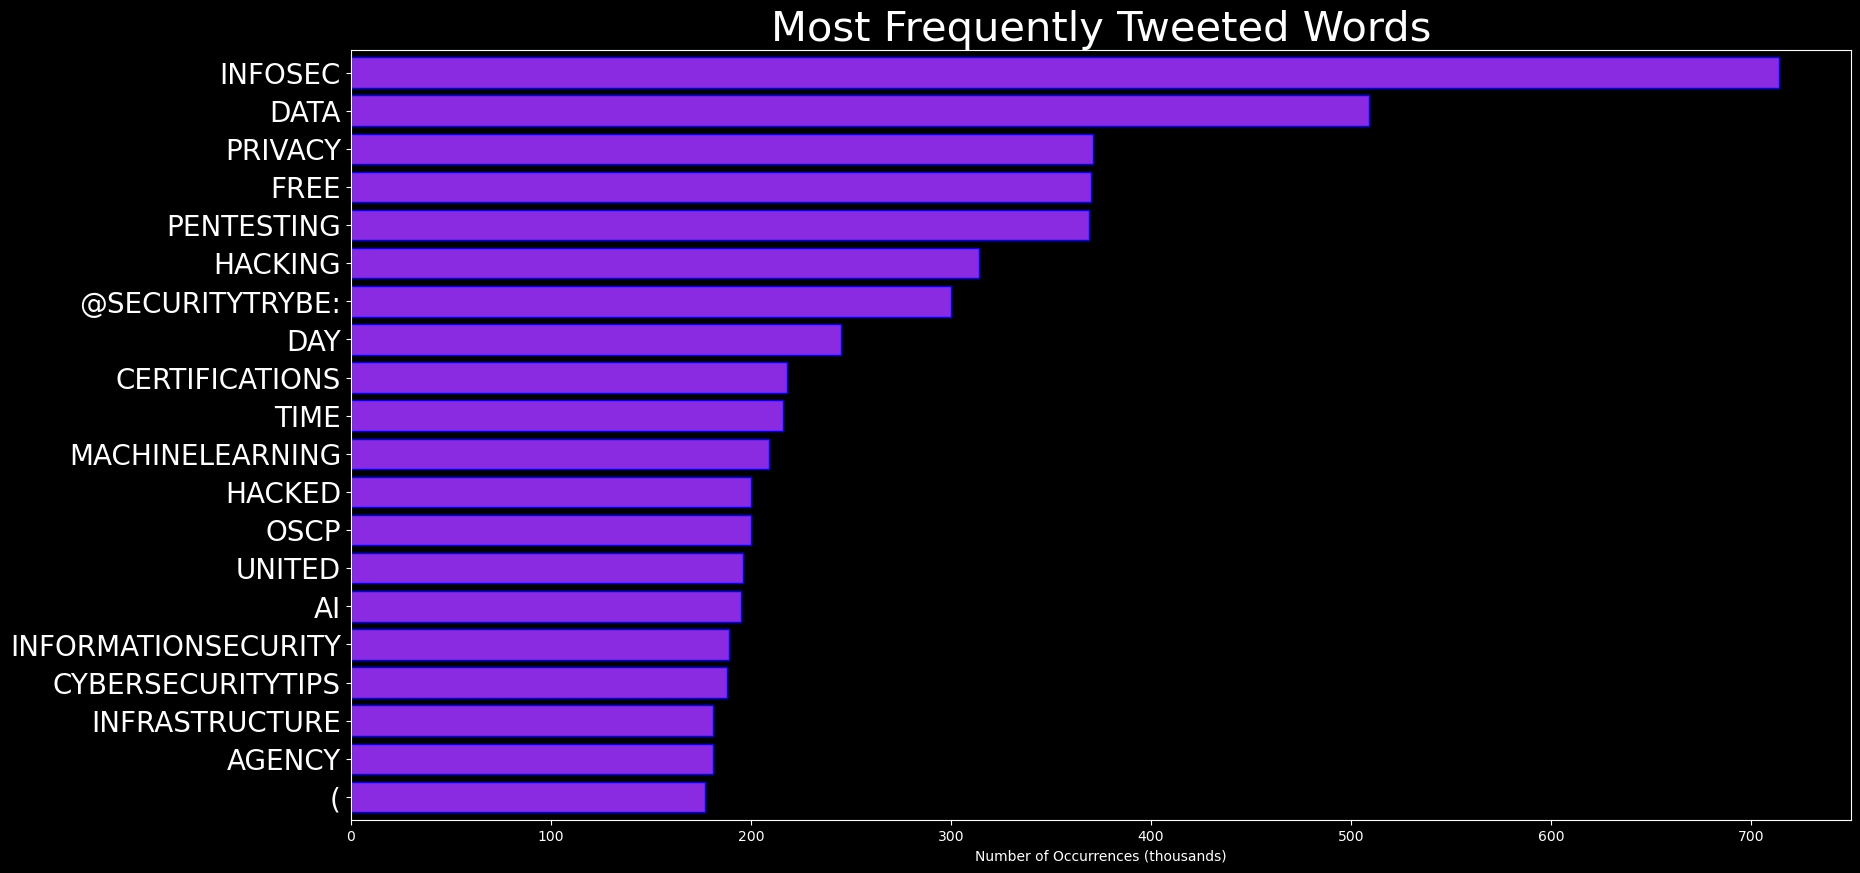 Most Frequently Tweeted Words
INFOSEC
DATA
PRIVACY
FREE
PENTESTING
HACKING
@SECURITYTRYBE:
DAY
CERTIFICATIONS
TIME
MACHINELEARNING
HACKED
OSCP
UNITED
AI
INFORMATIONSECURITY
CYBERSECURITYTIPS
INFRASTRUCTURE
AGENCY
(
0 100 200 300 400 500 600 700
Number of Occurrences (thousands)